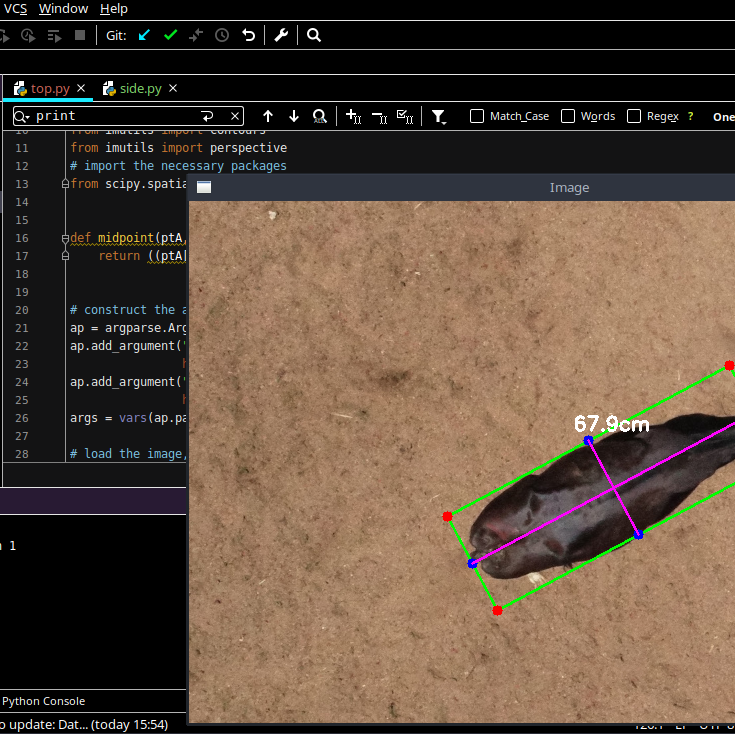 VCS Window Help
Git:
top.py side.py
print Match Case Words Regex ? One
10 from imutils import contours
11 from imutils import perspective
12 # import the necessary packages
13 from scipy.spatia
Image
14
15
16 def midpoint(ptA,
17 return ((ptA[
18
19
20 # construct the a
21 ap = argparse.Arg
22 ap.add_argument('
23
24 ap.add_argument('
25
26 args = vars(ap.pa
27
28 # load the image,
67.9cm
1
Python Console
o update: Dat... (today 15:54)